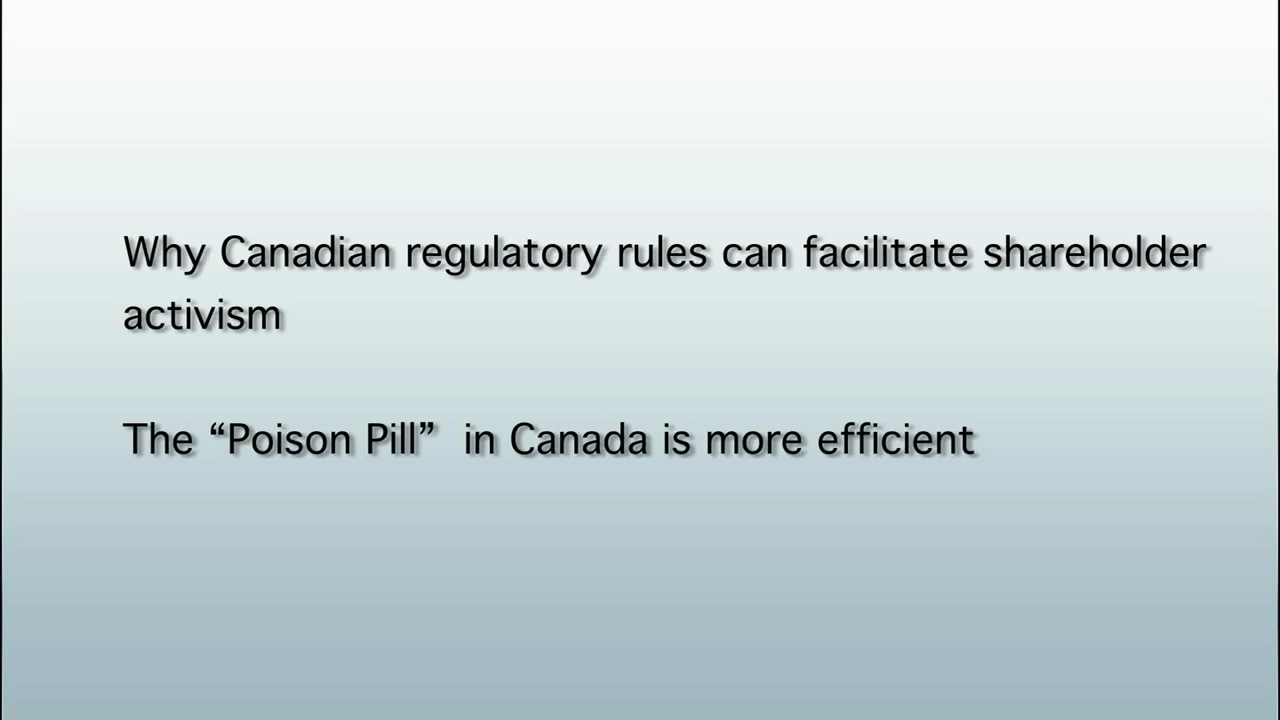 Why Canadian regulatory rules can facilitate shareholder
activism
The “Poison Pill” in Canada is more efficient